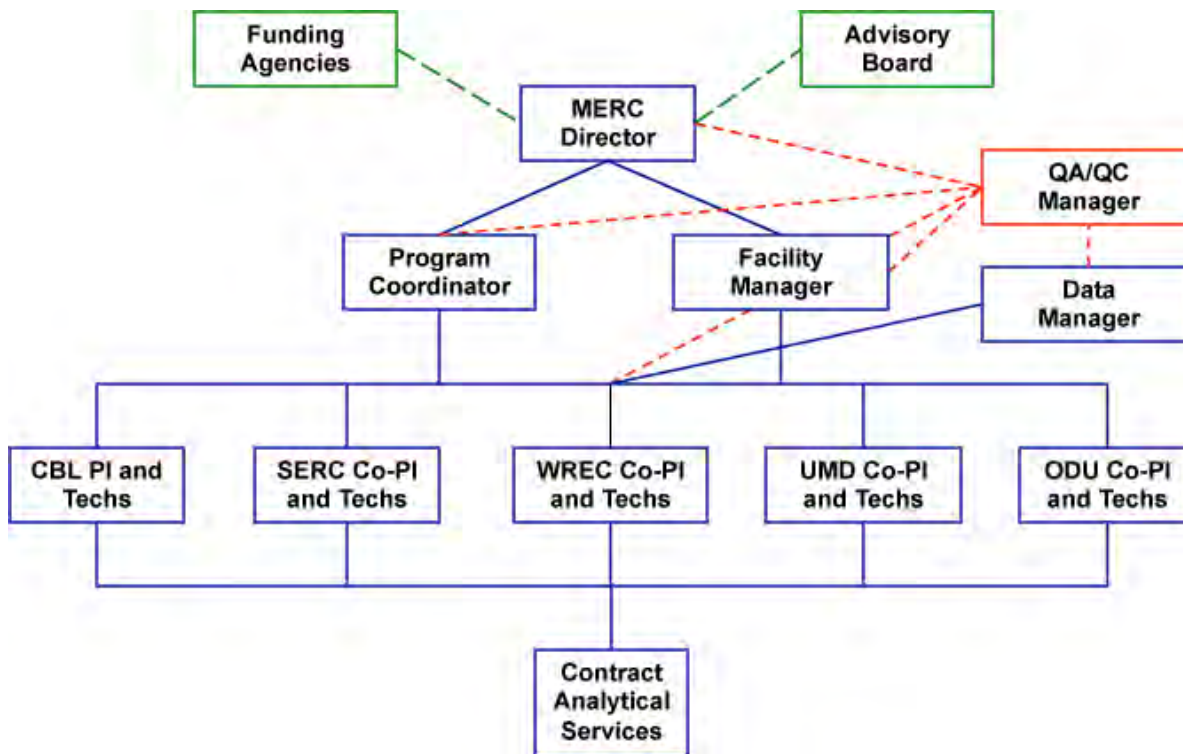 Funding
Agencies
Advisory
Board
MERC
Director
QA/QC
Manager
Program
Coordinator
Facility
Manager
Data
Manager
CBL PI and
Techs
SERC Co-PI
and Techs
WREC Co-PI
and Techs
UMD Co-PI
and Techs
ODU Co-PI
and Techs
Contract
Analytical
Services